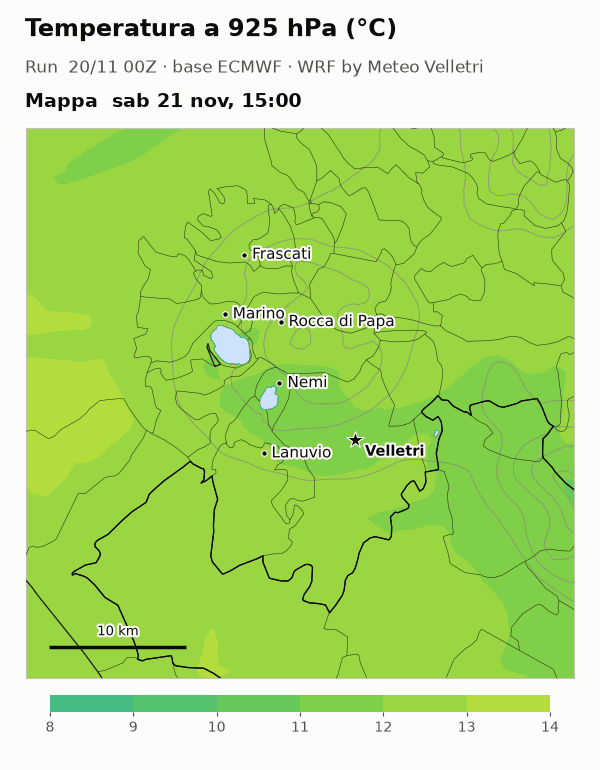 Temperatura a 925 hPa (°C)
Run  20/11 00Z · base ECMWF · WRF by Meteo Velletri
Mappa  sab 21 nov, 15:00
Frascati
Marino
Rocca di Papa
Nemi
Velletri
Lanuvio
10 km
8 9 10 11 12 13 14